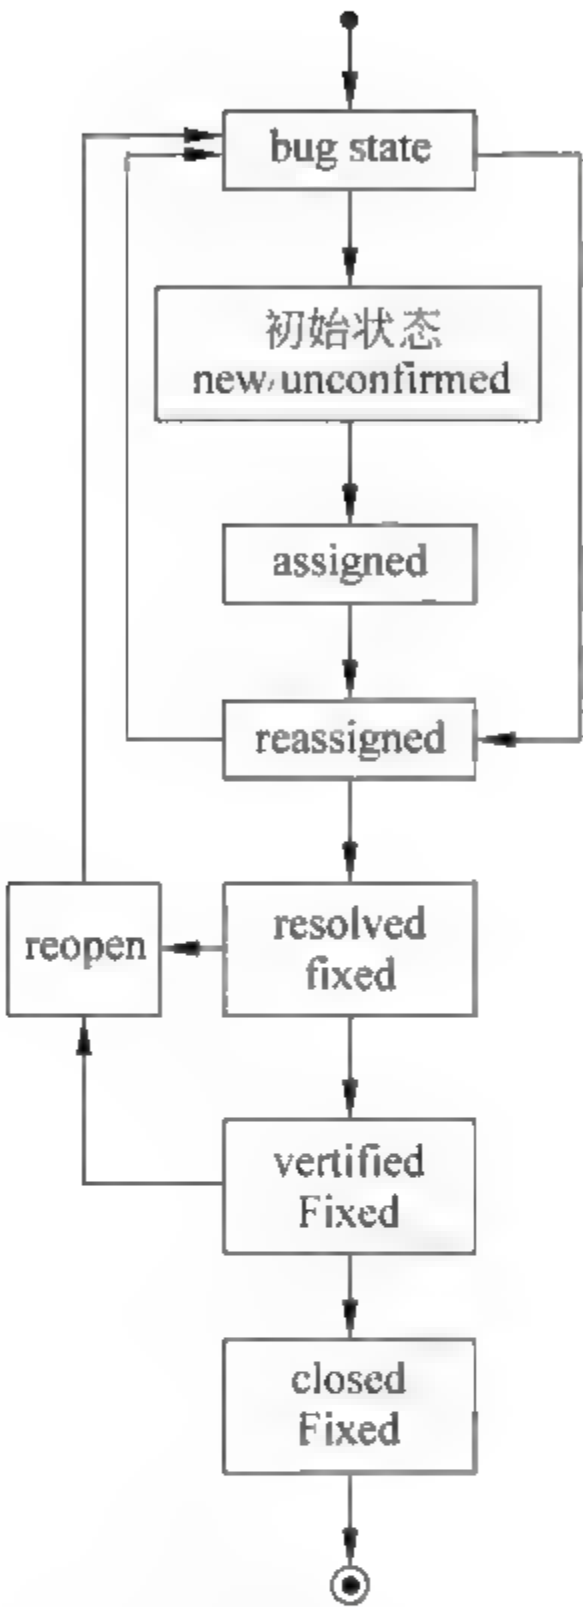 bug state
初始状态
new/unconfirmed
assigned
reassigned
reopen
resolved
fixed
vertified
Fixed
closed
Fixed